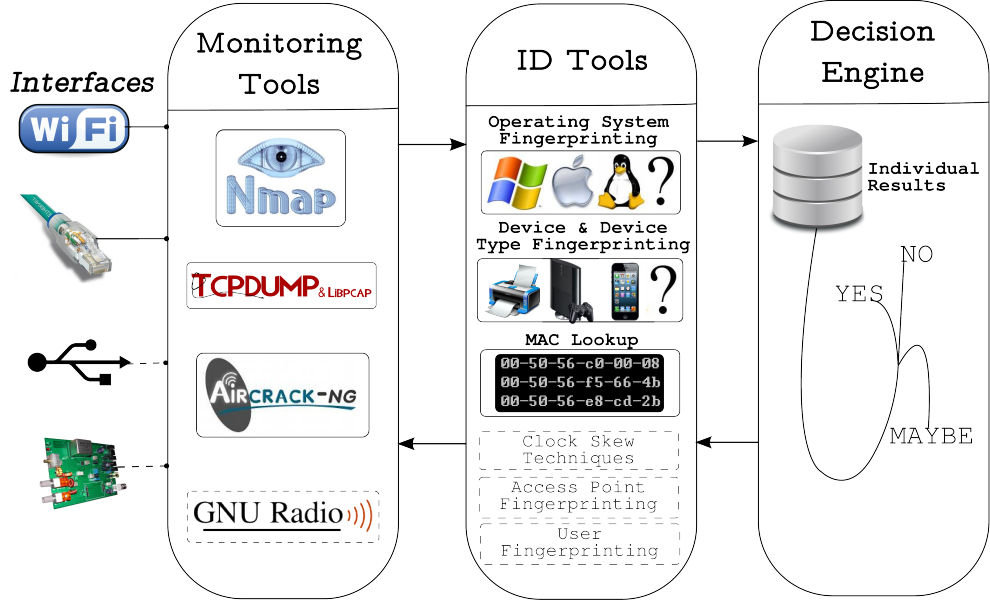 Interfaces
WiFi
Monitoring
Tools
Nmap
TCPDUMP & LIBPCAP
AIRCRACK-NG
GNU Radio
ID Tools
Operating System
Fingerprinting
?
Device & Device
Type Fingerprinting
?
MAC Lookup
00-50-56-c0-00-08
00-50-56-f5-66-4b
00-50-56-e8-cd-2b
Clock Skew
Techniques
Access Point
Fingerprinting
User
Fingerprinting
Decision
Engine
Individual
Results
NO
YES
MAYBE